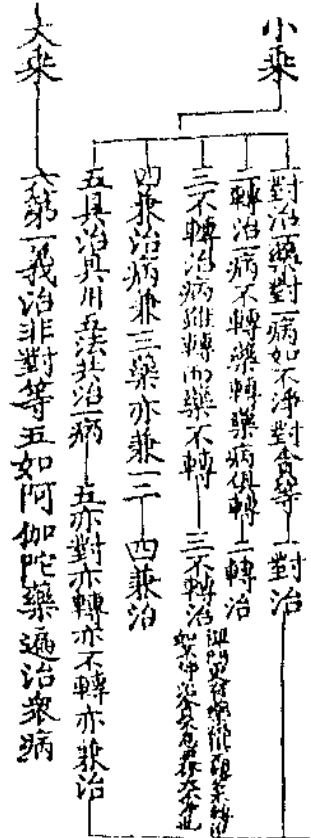 小乘
一對治一藥對一病如不淨對貪等 一對治
二轉治病不轉藥轉藥病俱轉 二轉治
三不轉治病雖轉而藥不轉 三不轉治
四兼治病兼三藥亦兼二三 四兼治
五具治具用五法共治一病 五亦對亦轉亦不轉亦兼治
大乘
六第一義治非對等五如阿伽陀藥遍治衆病